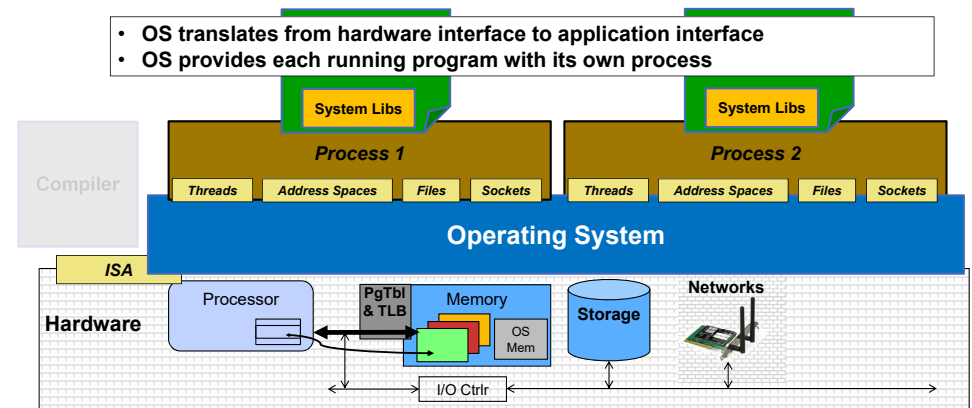 • OS translates from hardware interface to application interface
• OS provides each running program with its own process
System Libs
System Libs
Compiler
Process 1
Process 2
Threads
Address Spaces
Files
Sockets
Threads
Address Spaces
Files
Sockets
Operating System
ISA
Hardware
Processor
PgTbl
& TLB
Memory
OS
Mem
Storage
Networks
I/O Ctrlr